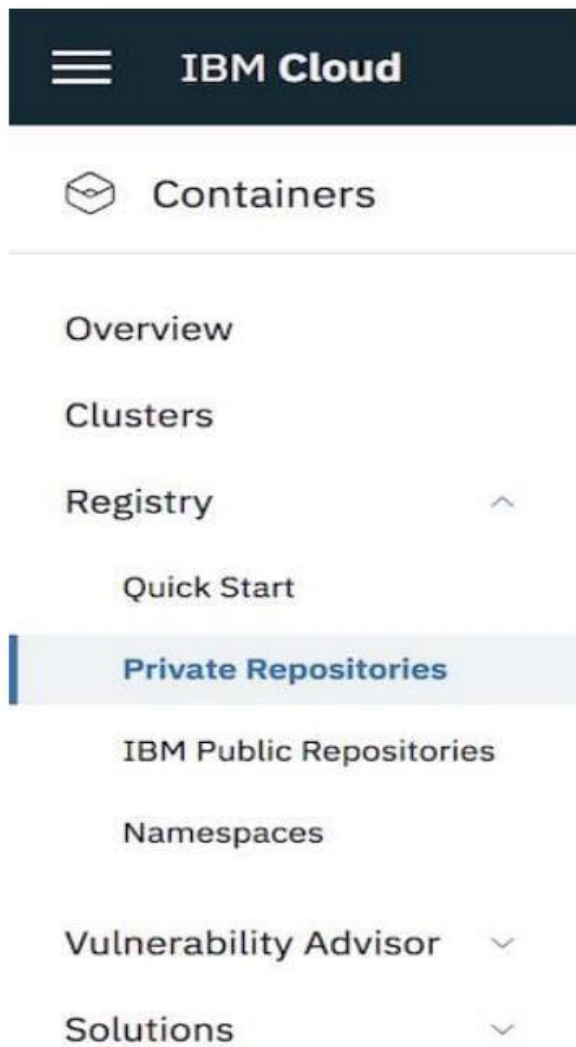 IBM Cloud
Containers
Overview
Clusters
Registry
Quick Start
Private Repositories
IBM Public Repositories
Namespaces
Vulnerability Advisor
Solutions